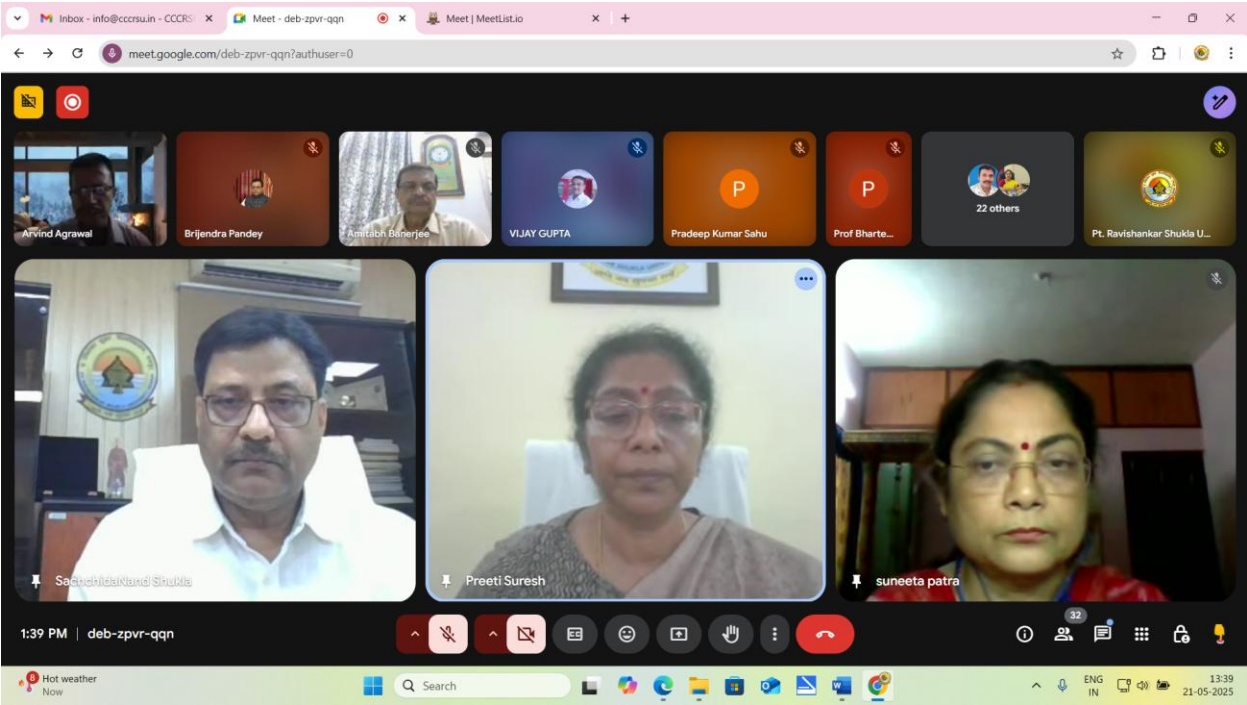 Inbox - info@cccrsu.in - CCCRS
Meet - deb-zpvr-qqn
Meet | MeetList.io
meet.google.com/deb-zpvr-qqn?authuser=0
Arvind Agrawal
Brijendra Pandey
Amitabh Banerjee
VIJAY GUPTA
P
Pradeep Kumar Sahu
P
Prof Bharte...
22 others
Pt. Ravishankar Shukla U...
SachchidaNand Shukla
Preeti Suresh
suneeta patra
1:39 PM | deb-zpvr-qqn
32
8
Hot weather
Now
Search
ENG
IN
13:39
21-05-2025